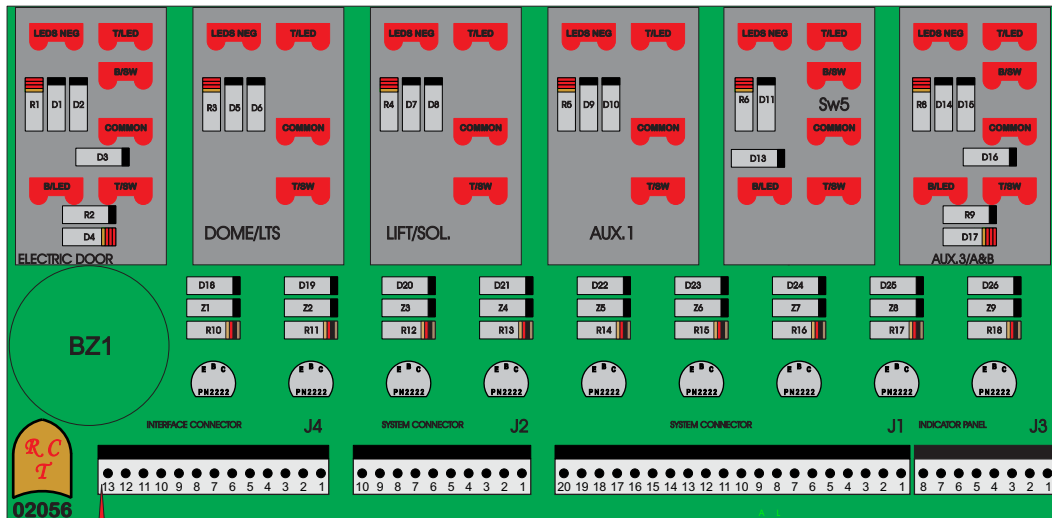 LEDS NEG T/LED LEDS NEG T/LED LEDS NEG T/LED LEDS NEG T/LED LEDS NEG T/LED LEDS NEG T/LED
B/SW B/SW B/SW
R1 D1 D2 R3 D5 D6 R4 D7 D8 R5 D9 D10 R6 D11 Sw5 R8 D14 D15
COMMON COMMON COMMON COMMON COMMON COMMON
D3 D13 D16
B/LED T/SW T/SW T/SW T/SW B/LED T/SW B/LED T/SW
R2 R9
D4 DOME/LTS LIFT/SOL. AUX.1 D17
ELECTRIC DOOR AUX.3/A&B
D18 D19 D20 D21 D22 D23 D24 D25 D26
Z1 Z2 Z3 Z4 Z5 Z6 Z7 Z8 Z9
R10 R11 R12 R13 R14 R15 R16 R17 R18
BZ1
E B C E B C E B C E B C E B C E B C E B C E B C E B C
PN2222 PN2222 PN2222 PN2222 PN2222 PN2222 PN2222 PN2222 PN2222
INTERFACE CONNECTOR J4 SYSTEM CONNECTOR J2 SYSTEM CONNECTOR J1 INDICATOR PANEL J3
R C
T
13 12 11 10 9 8 7 6 5 4 3 2 1 10 9 8 7 6 5 4 3 2 1 20 19 18 17 16 15 14 13 12 11 10 9 8 7 6 5 4 3 2 1 8 7 6 5 4 3 2 1
02056 A L